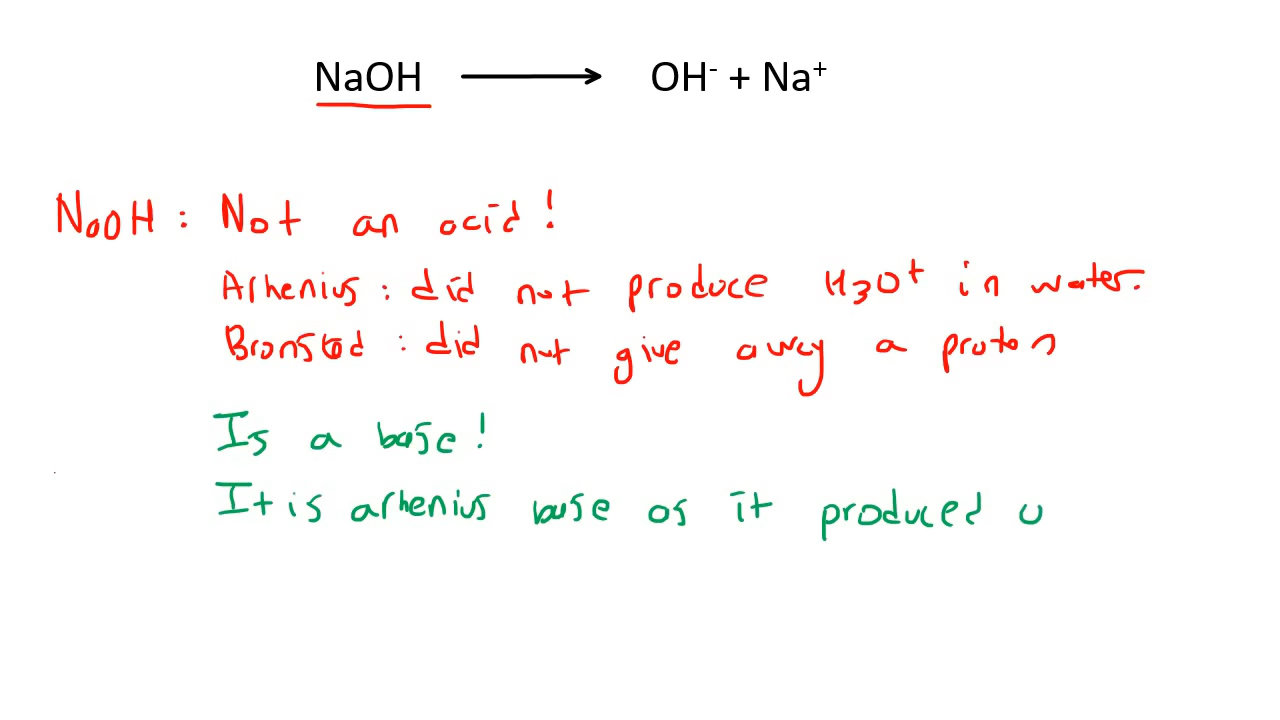 NaOH → OH⁻ + Na⁺
NaOH : Not an acid!
Arhenius : did not produce H3O⁺ in water.
Bronsted : did not give away a proton
Is a base!
It is arhenius base as it produced o